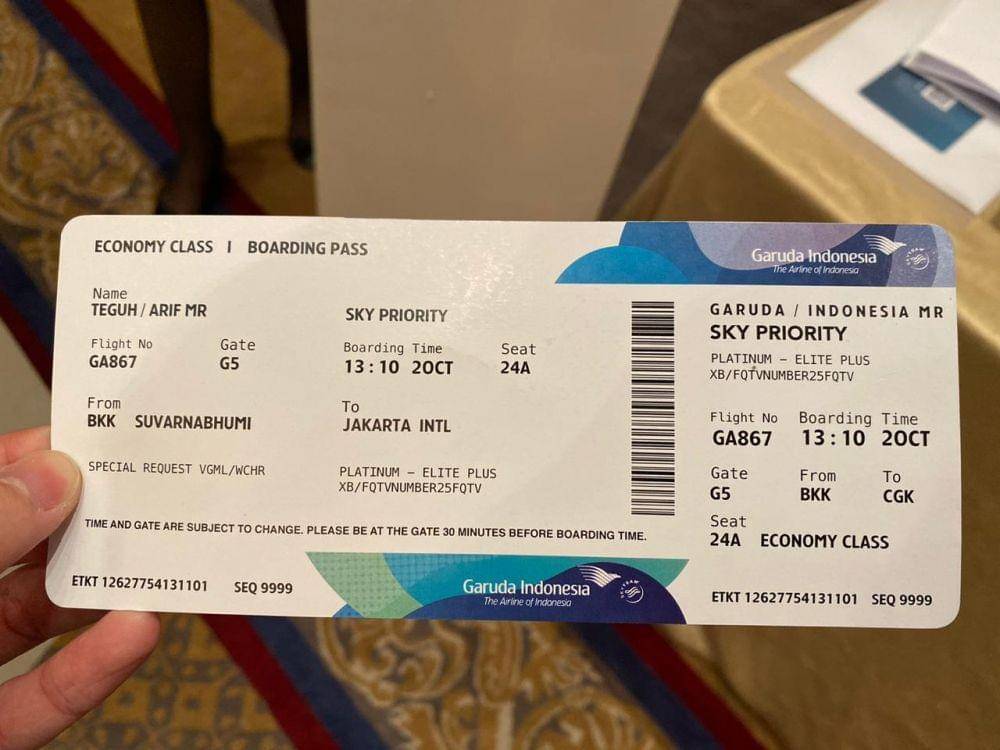 ECONOMY CLASS I BOARDING PASS
Garuda Indonesia
The Airline of Indonesia
Name
TEGUH / ARIF MR
SKY PRIORITY
Flight No Gate Boarding Time Seat
GA867 G5 13:10 2OCT 24A
From To
BKK SUVARNABHUMI JAKARTA INTL
SPECIAL REQUEST VGML/WCHR
PLATINUM – ELITE PLUS
XB/FQTVNUMBER25FQTV
TIME AND GATE ARE SUBJECT TO CHANGE. PLEASE BE AT THE GATE 30 MINUTES BEFORE BOARDING TIME.
ETKT 12627754131101 SEQ 9999
Garuda Indonesia
The Airline of Indonesia
GARUDA / INDONESIA MR
SKY PRIORITY
PLATINUM – ELITE PLUS
XB/FQTVNUMBER25FQTV
Flight No Boarding Time
GA867 13:10 2OCT
Gate From To
G5 BKK CGK
Seat
24A ECONOMY CLASS
ETKT 12627754131101 SEQ 9999